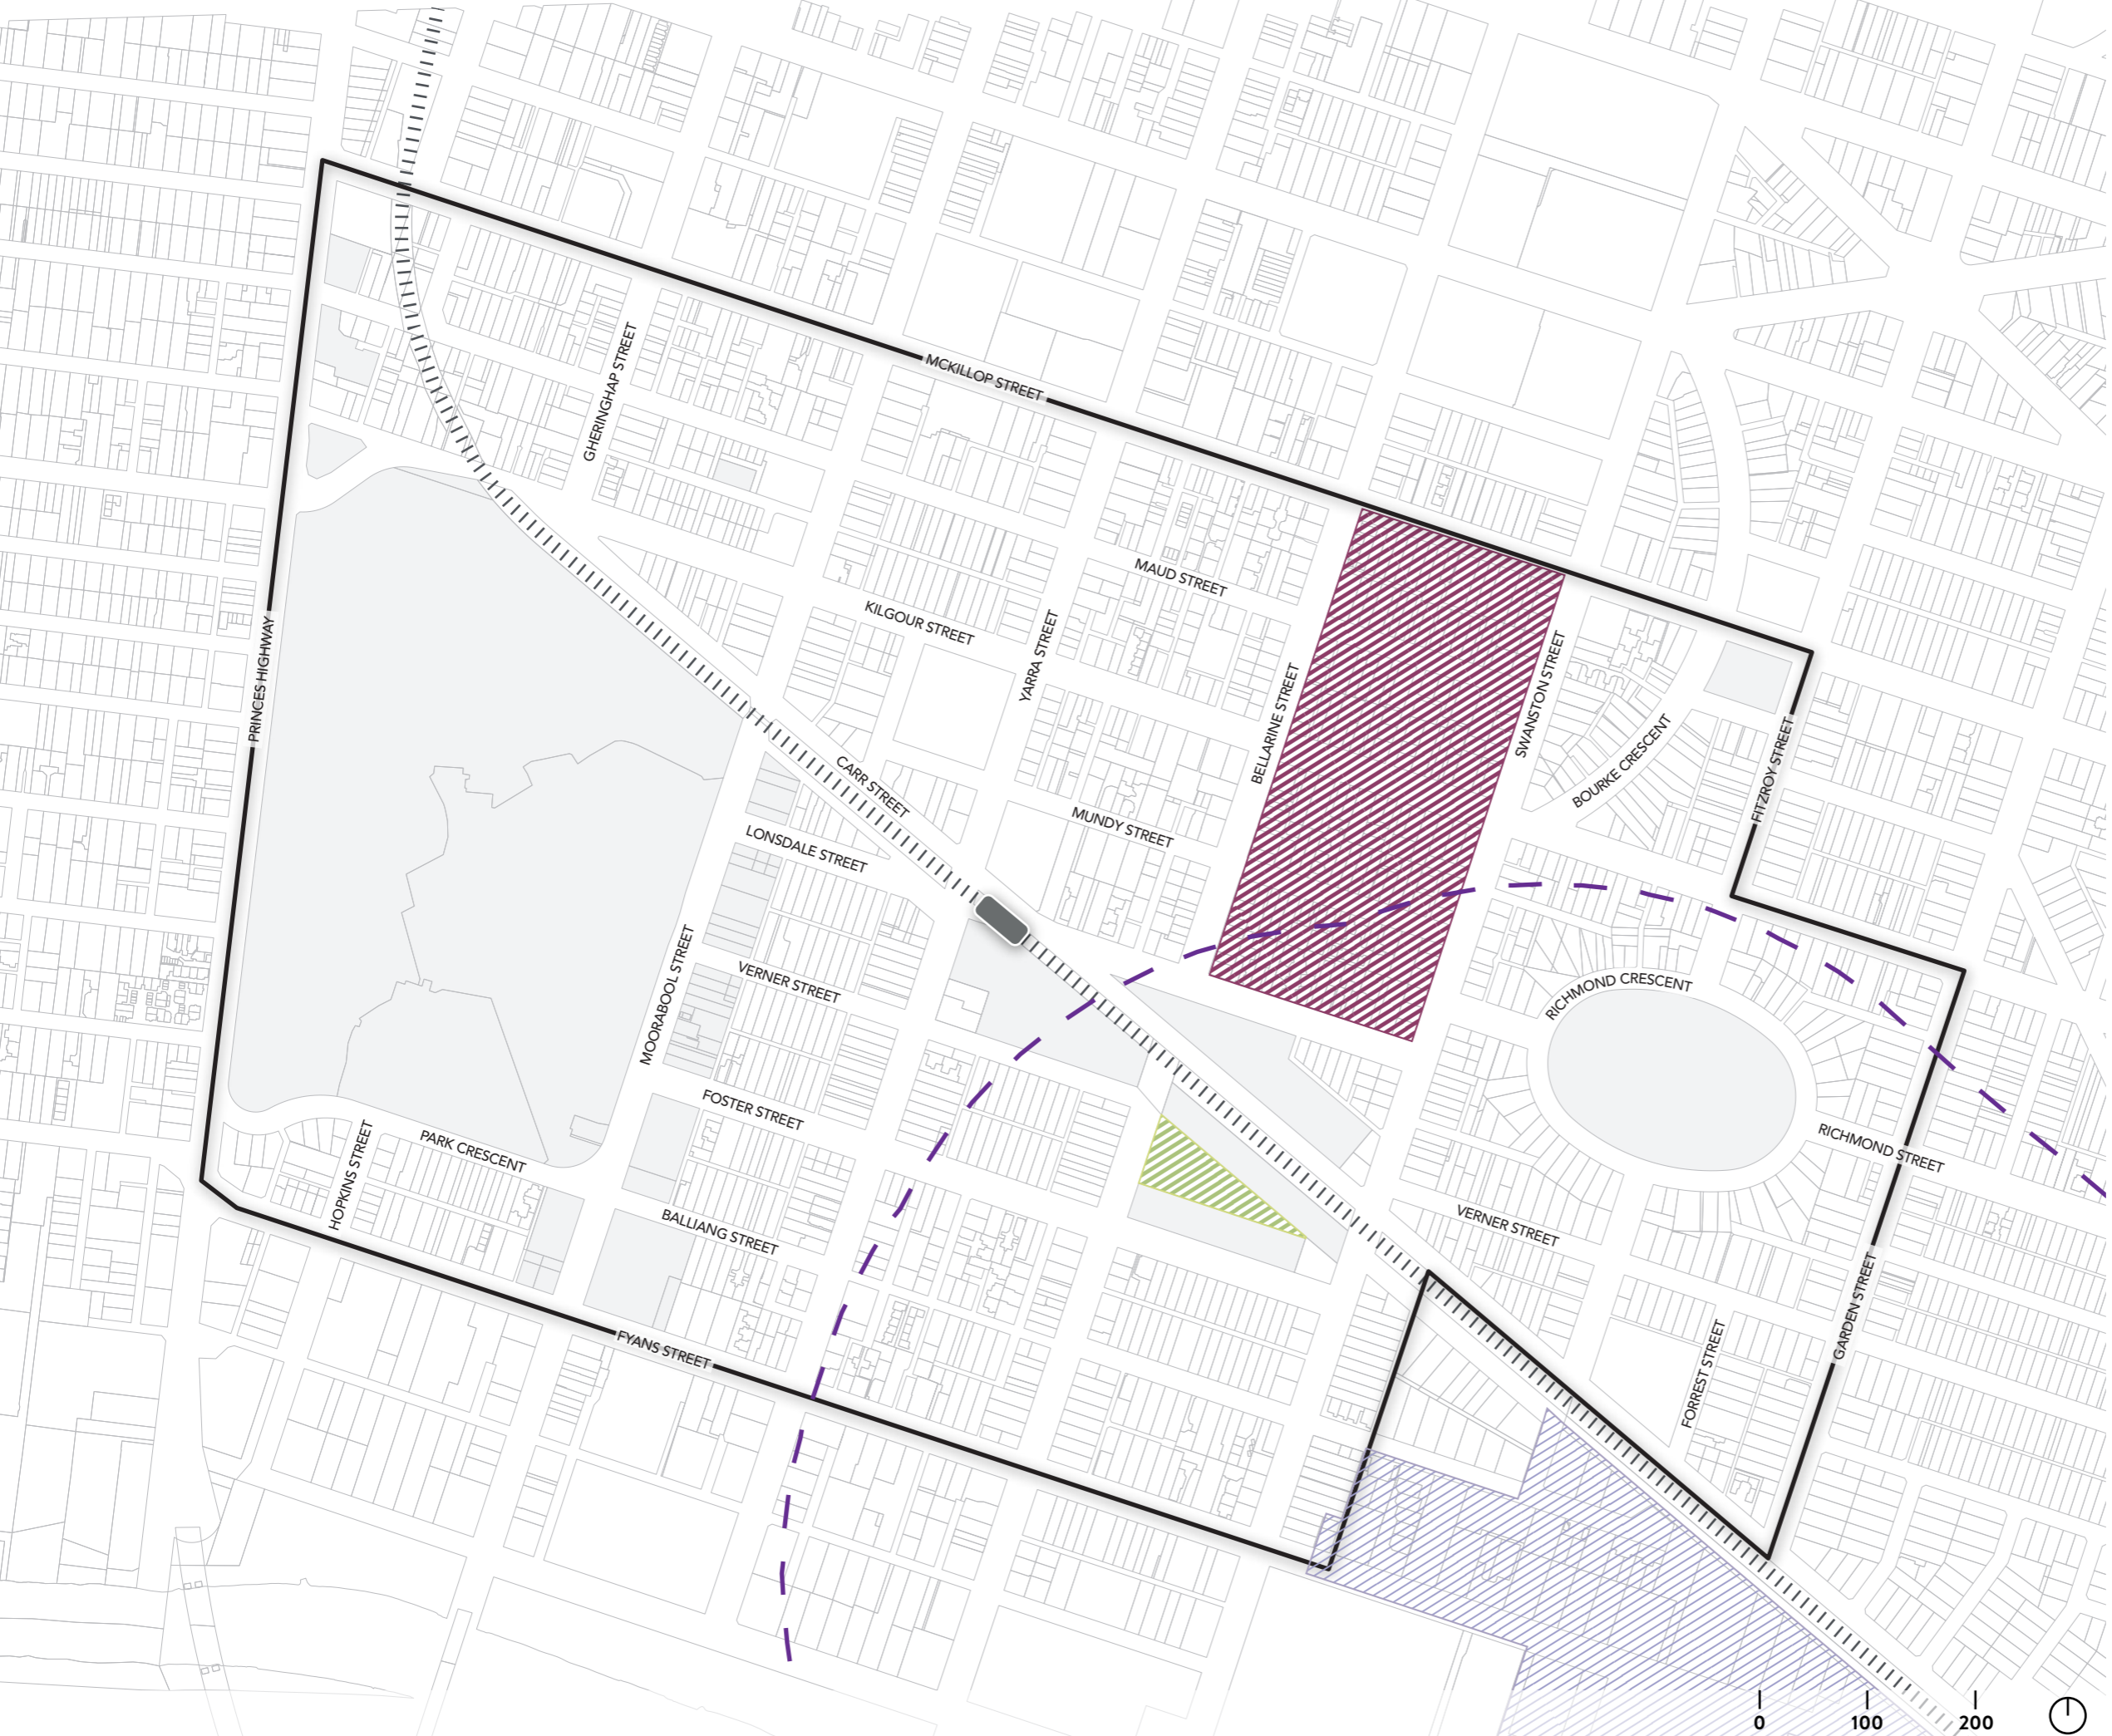 MCKILLOP STREET
GHERINGHAP STREET
MAUD STREET
KILGOUR STREET
YARRA STREET
PRINCES HIGHWAY
BELLARINE STREET
SWANSTON STREET
BOURKE CRESCENT
FITZROY STREET
CARR STREET
MUNDY STREET
LONSDALE STREET
MOORABOOL STREET
VERNER STREET
RICHMOND CRESCENT
FOSTER STREET
PARK CRESCENT
HOPKINS STREET
RICHMOND STREET
BALLIANG STREET
VERNER STREET
GARDEN STREET
FYANS STREET
FORREST STREET
0 100 200